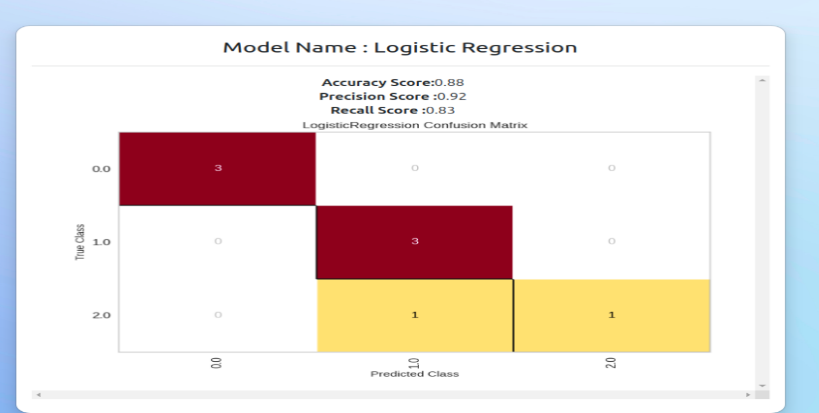 Model Name : Logistic Regression
Accuracy Score:0.88
Precision Score :0.92
Recall Score :0.83
LogisticRegression Confusion Matrix
0.0 3 0 0
True Class
1.0 0 3 0
2.0 0 1 1
0.0 1.0 2.0
Predicted Class